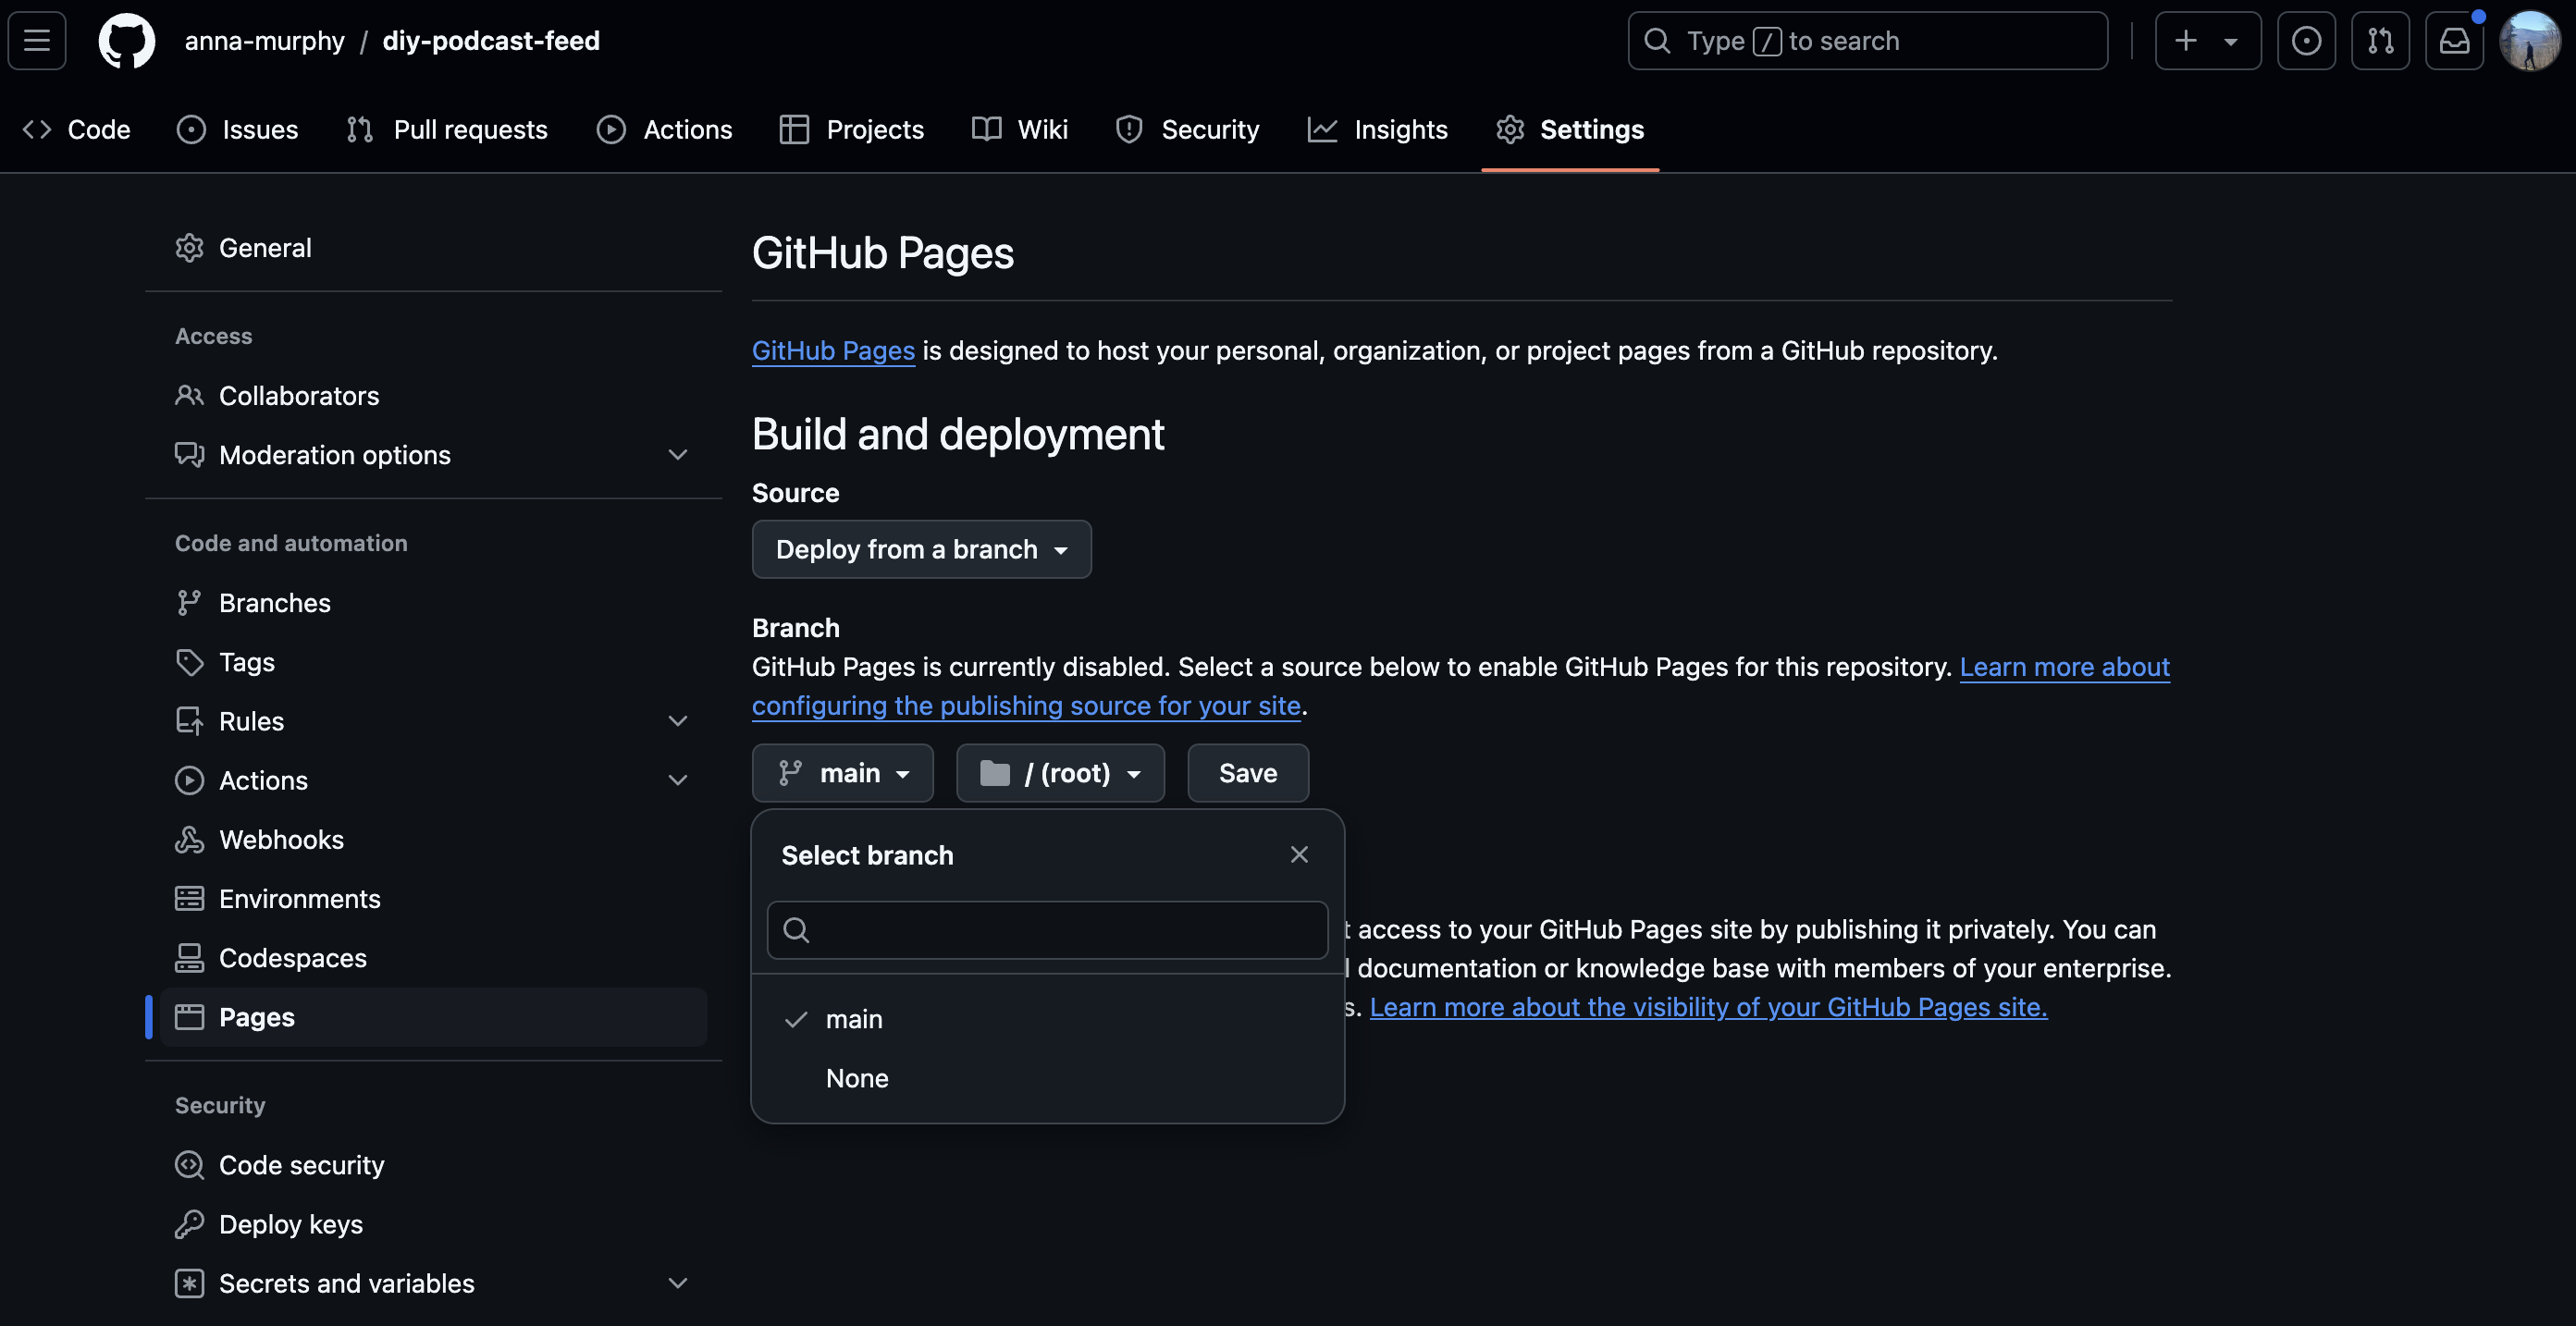 anna-murphy / diy-podcast-feed
Type / to search
Code
Issues
Pull requests
Actions
Projects
Wiki
Security
Insights
Settings
General
Access
Collaborators
Moderation options
Code and automation
Branches
Tags
Rules
Actions
Webhooks
Environments
Codespaces
Pages
Security
Code security
Deploy keys
Secrets and variables
GitHub Pages
GitHub Pages is designed to host your personal, organization, or project pages from a GitHub repository.
Build and deployment
Source
Deploy from a branch
Branch
GitHub Pages is currently disabled. Select a source below to enable GitHub Pages for this repository. Learn more about
configuring the publishing source for your site.
main
/ (root)
Save
Select branch
main
None
access to your GitHub Pages site by publishing it privately. You can
documentation or knowledge base with members of your enterprise.
Learn more about the visibility of your GitHub Pages site.